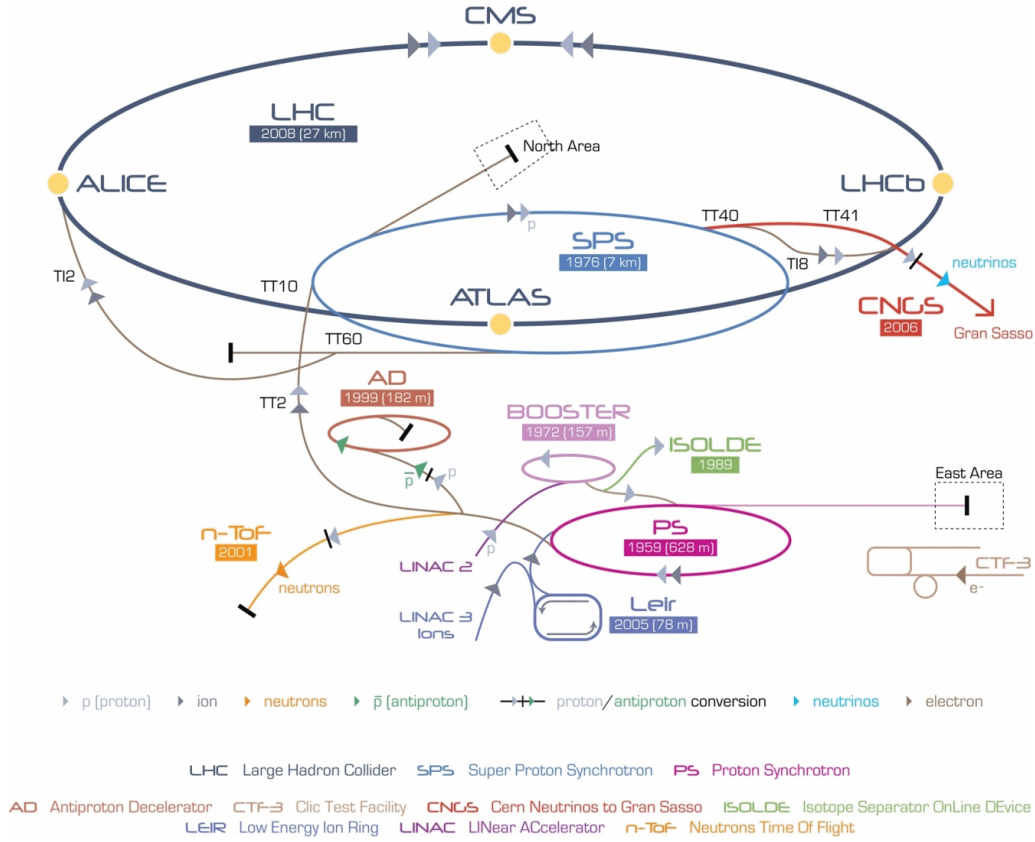 CMS
LHC
2008 (27 km)
North Area
ALICE
LHCb
p
TT40
TT41
SPS
1976 (7 km)
TI2
TT10
TI8
neutrinos
ATLAS
CNGS
2006
Gran Sasso
TT60
AD
1999 (182 m)
TT2
BOOSTER
1972 (157 m)
ISOLDE
1989
p̅
p
East Area
n-ToF
2001
PS
1959 (628 m)
p
LINAC 2
neutrons
CTF-3
e⁻
LINAC 3
Ions
Leir
2005 (78 m)
p (proton) ion neutrons p̅ (antiproton) proton/antiproton conversion neutrinos electron
LHC Large Hadron Collider SPS Super Proton Synchrotron PS Proton Synchrotron
AD Antiproton Decelerator CTF-3 Clic Test Facility CNGS Cern Neutrinos to Gran Sasso ISOLDE Isotope Separator OnLine DEvice
LEIR Low Energy Ion Ring LINAC LINear ACcelerator n-ToF Neutrons Time Of Flight